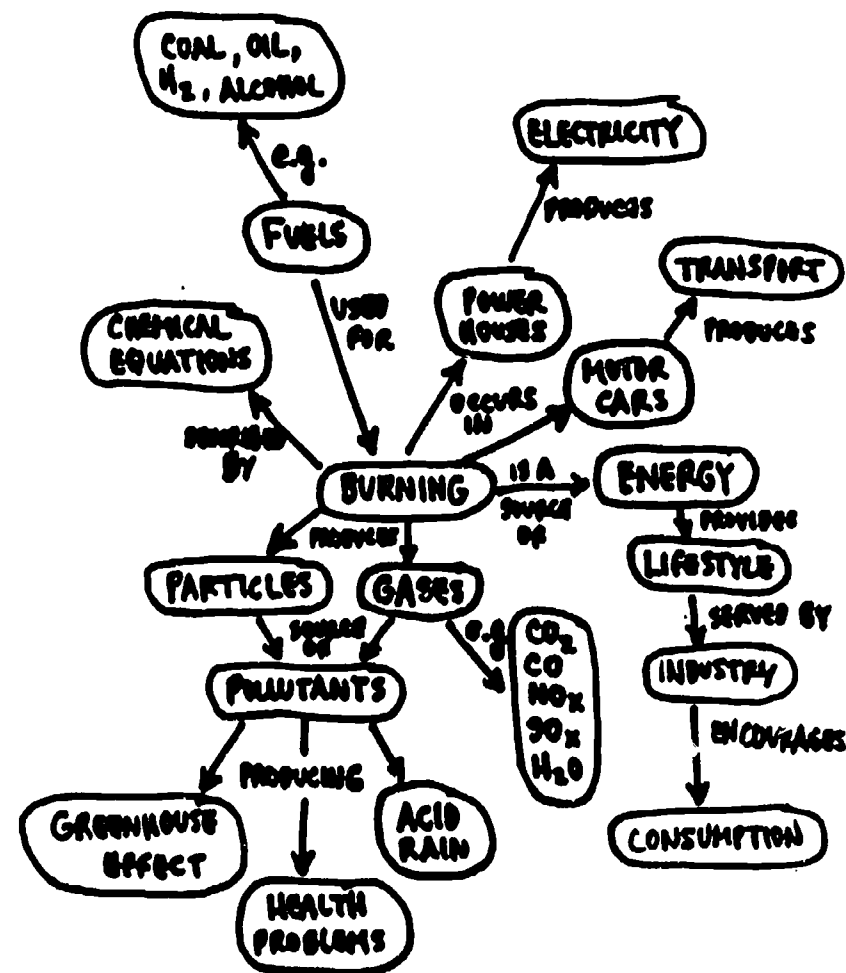 COAL, OIL,
H2, ALCOHOL
e.g.
ELECTRICITY
PRODUCES
FUELS
TRANSPORT
PRODUCES
USED
FOR
POWER
HOUSES
CHEMICAL
EQUATIONS
MOTOR
CARS
OCCURS
IN
BY
BURNING
IS A
SOURCE
OF
ENERGY
PROVIDES
PRODUCES
LIFESTYLE
PARTICLES
GASES
SERVED BY
SOURCE
OF
e.g.
CO2
CO
NOx
SOx
H2O
INDUSTRY
POLLUTANTS
ENCOURAGES
PRODUCING
GREENHOUSE
EFFECT
ACID
RAIN
CONSUMPTION
HEALTH
PROBLEMS